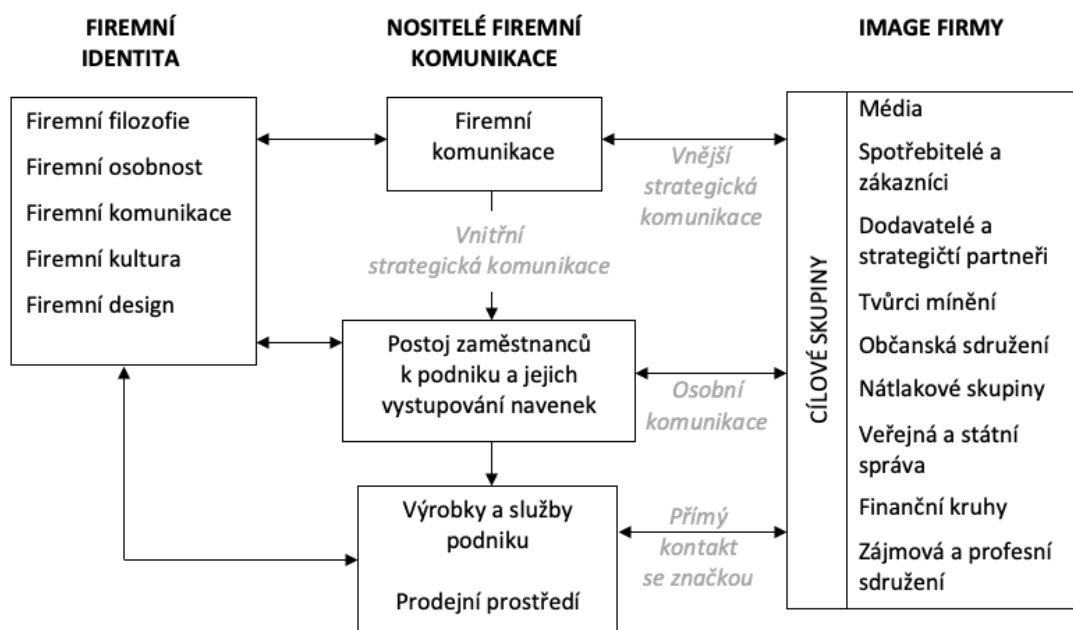 FIREMNÍ
IDENTITA
NOSITELÉ FIREMNÍ
KOMUNIKACE
IMAGE FIRMY
Firemní filozofie
Firemní osobnost
Firemní komunikace
Firemní kultura
Firemní design
Firemní
komunikace
Vnitřní
strategická komunikace
Postoj zaměstnanců
k podniku a jejich
vystupování navenek
Výrobky a služby
podniku
Prodejní prostředí
Vnější
strategická
komunikace
Osobní
komunikace
Přímý
kontakt
se značkou
CÍLOVÉ SKUPINY
Média
Spotřebitelé a
zákazníci
Dodavatelé a
strategičtí partneři
Tvůrci mínění
Občanská sdružení
Nátlakové skupiny
Veřejná a státní
správa
Finanční kruhy
Zájmová a profesní
sdružení